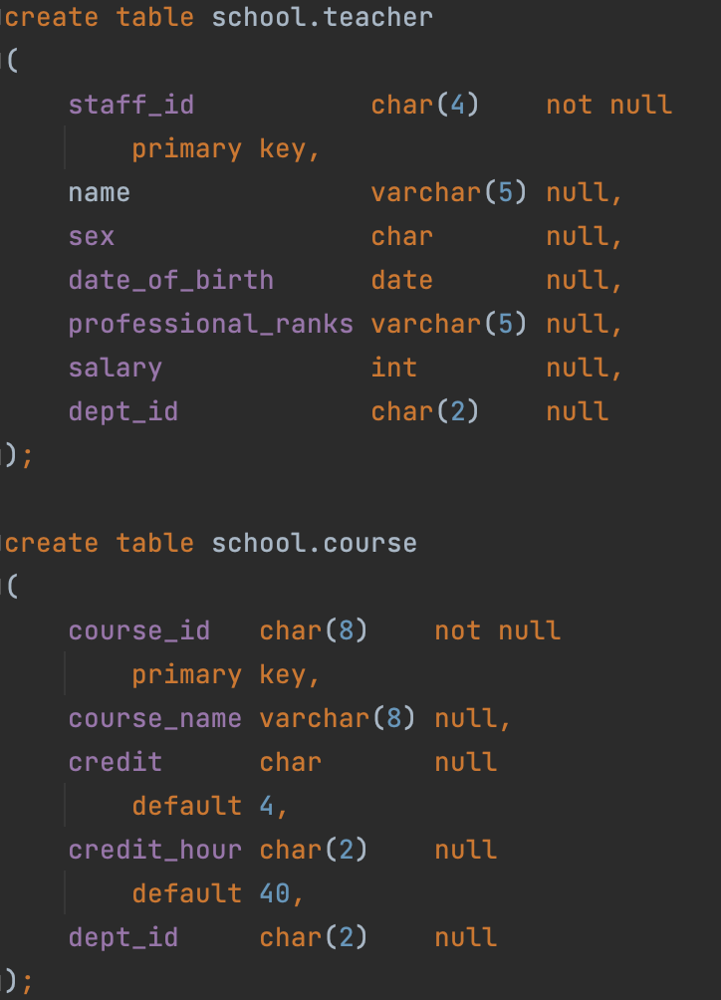 create table school.teacher
(
    staff_id           char(4)    not null
        primary key,
    name               varchar(5) null,
    sex                char       null,
    date_of_birth      date       null,
    professional_ranks varchar(5) null,
    salary             int        null,
    dept_id            char(2)    null
);

create table school.course
(
    course_id   char(8)    not null
        primary key,
    course_name varchar(8) null,
    credit      char       null
        default 4,
    credit_hour char(2)    null
        default 40,
    dept_id     char(2)    null
);